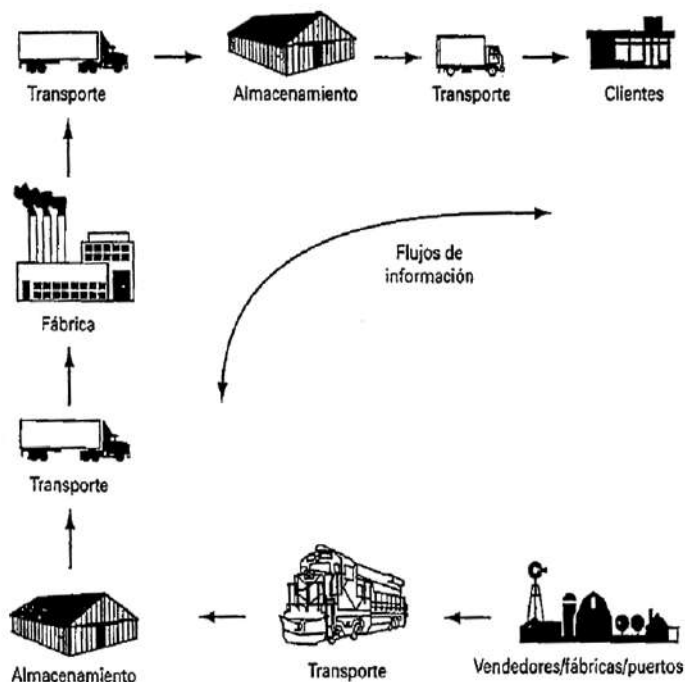 Transporte
Almacenamiento
Transporte
Clientes
Flujos de
información
Fábrica
Transporte
Almacenamiento
Transporte
Vendedores/fábricas/puertos